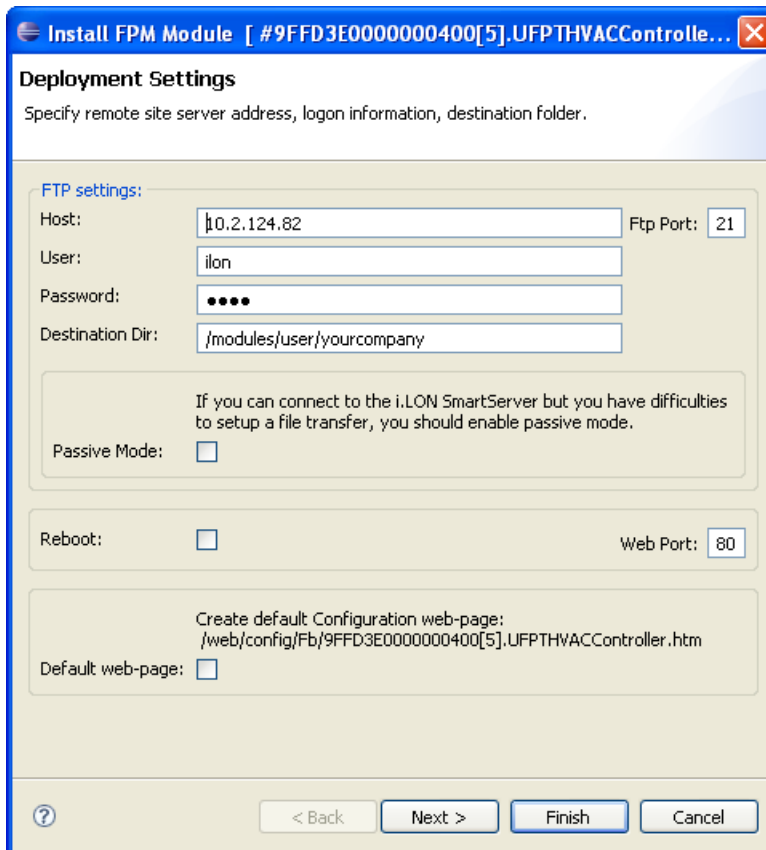 Install FPM Module [ #9FFD3E0000000400[5].UFPTHVACControlle...
Deployment Settings
Specify remote site server address, logon information, destination folder.
FTP settings:
Host: 10.2.124.82 Ftp Port: 21
User: ilon
Password: ●●●●
Destination Dir: /modules/user/yourcompany
If you can connect to the i.LON SmartServer but you have difficulties
to setup a file transfer, you should enable passive mode.
Passive Mode:
Reboot: Web Port: 80
Create default Configuration web-page:
/web/config/Fb/9FFD3E0000000400[5].UFPTHVACController.htm
Default web-page:
? < Back Next > Finish Cancel